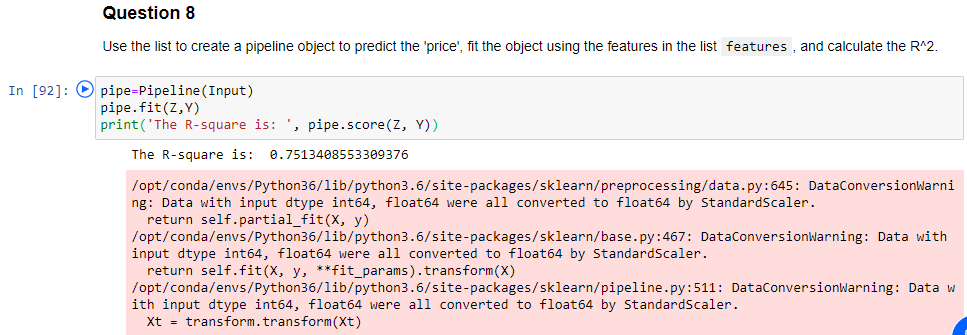 Question 8
Use the list to create a pipeline object to predict the 'price', fit the object using the features in the list features , and calculate the R^2.
In [92]: pipe=Pipeline(Input)
pipe.fit(Z,Y)
print('The R-square is: ', pipe.score(Z, Y))
The R-square is:  0.7513408553309376
/opt/conda/envs/Python36/lib/python3.6/site-packages/sklearn/preprocessing/data.py:645: DataConversionWarni
ng: Data with input dtype int64, float64 were all converted to float64 by StandardScaler.
  return self.partial_fit(X, y)
/opt/conda/envs/Python36/lib/python3.6/site-packages/sklearn/base.py:467: DataConversionWarning: Data with
input dtype int64, float64 were all converted to float64 by StandardScaler.
  return self.fit(X, y, **fit_params).transform(X)
/opt/conda/envs/Python36/lib/python3.6/site-packages/sklearn/pipeline.py:511: DataConversionWarning: Data w
ith input dtype int64, float64 were all converted to float64 by StandardScaler.
  Xt = transform.transform(Xt)